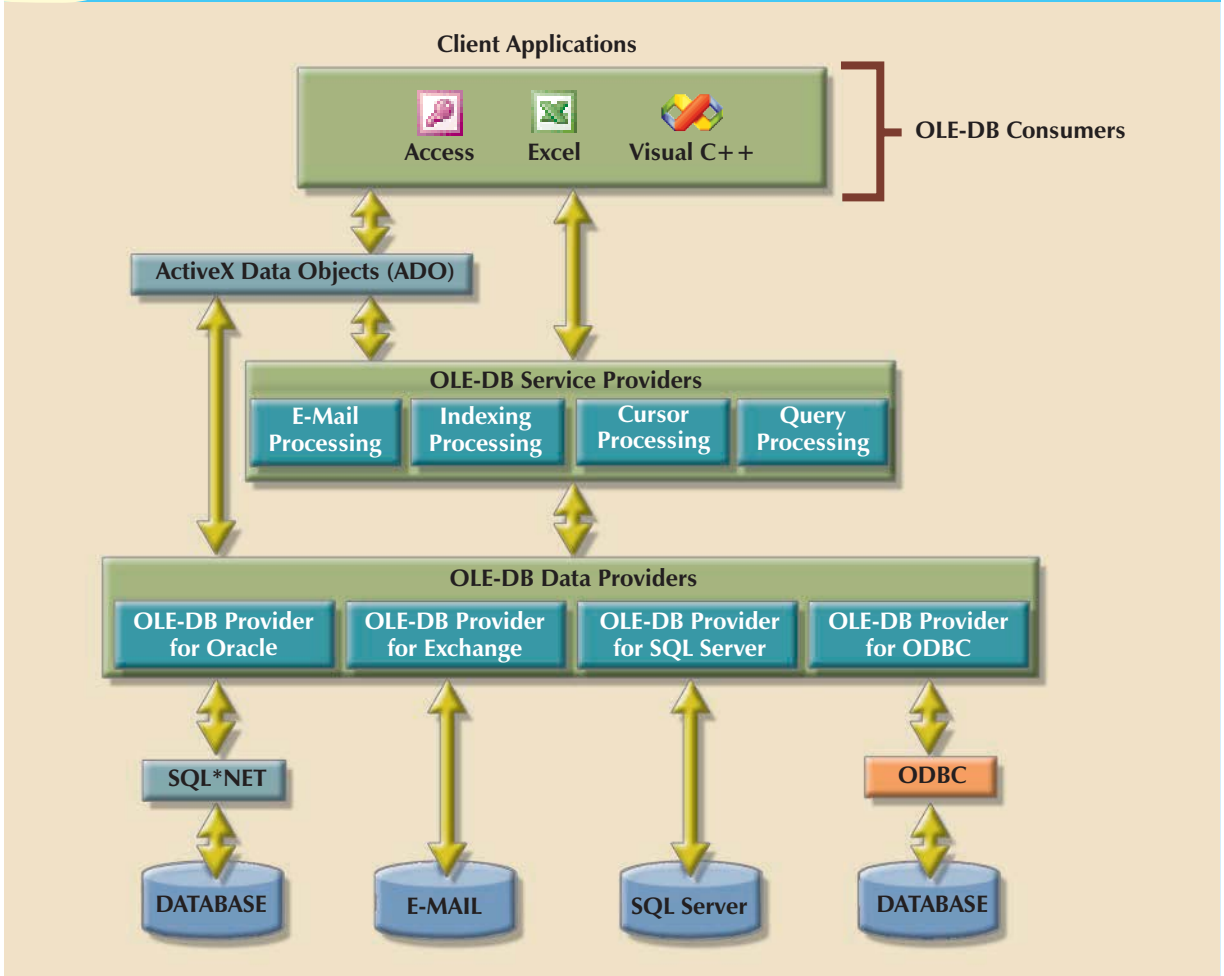 Client Applications
Access
Excel
Visual C++
OLE-DB Consumers
ActiveX Data Objects (ADO)
OLE-DB Service Providers
E-Mail
Processing
Indexing
Processing
Cursor
Processing
Query
Processing
OLE-DB Data Providers
OLE-DB Provider
for Oracle
OLE-DB Provider
for Exchange
OLE-DB Provider
for SQL Server
OLE-DB Provider
for ODBC
SQL*NET
ODBC
DATABASE
E-MAIL
SQL Server
DATABASE